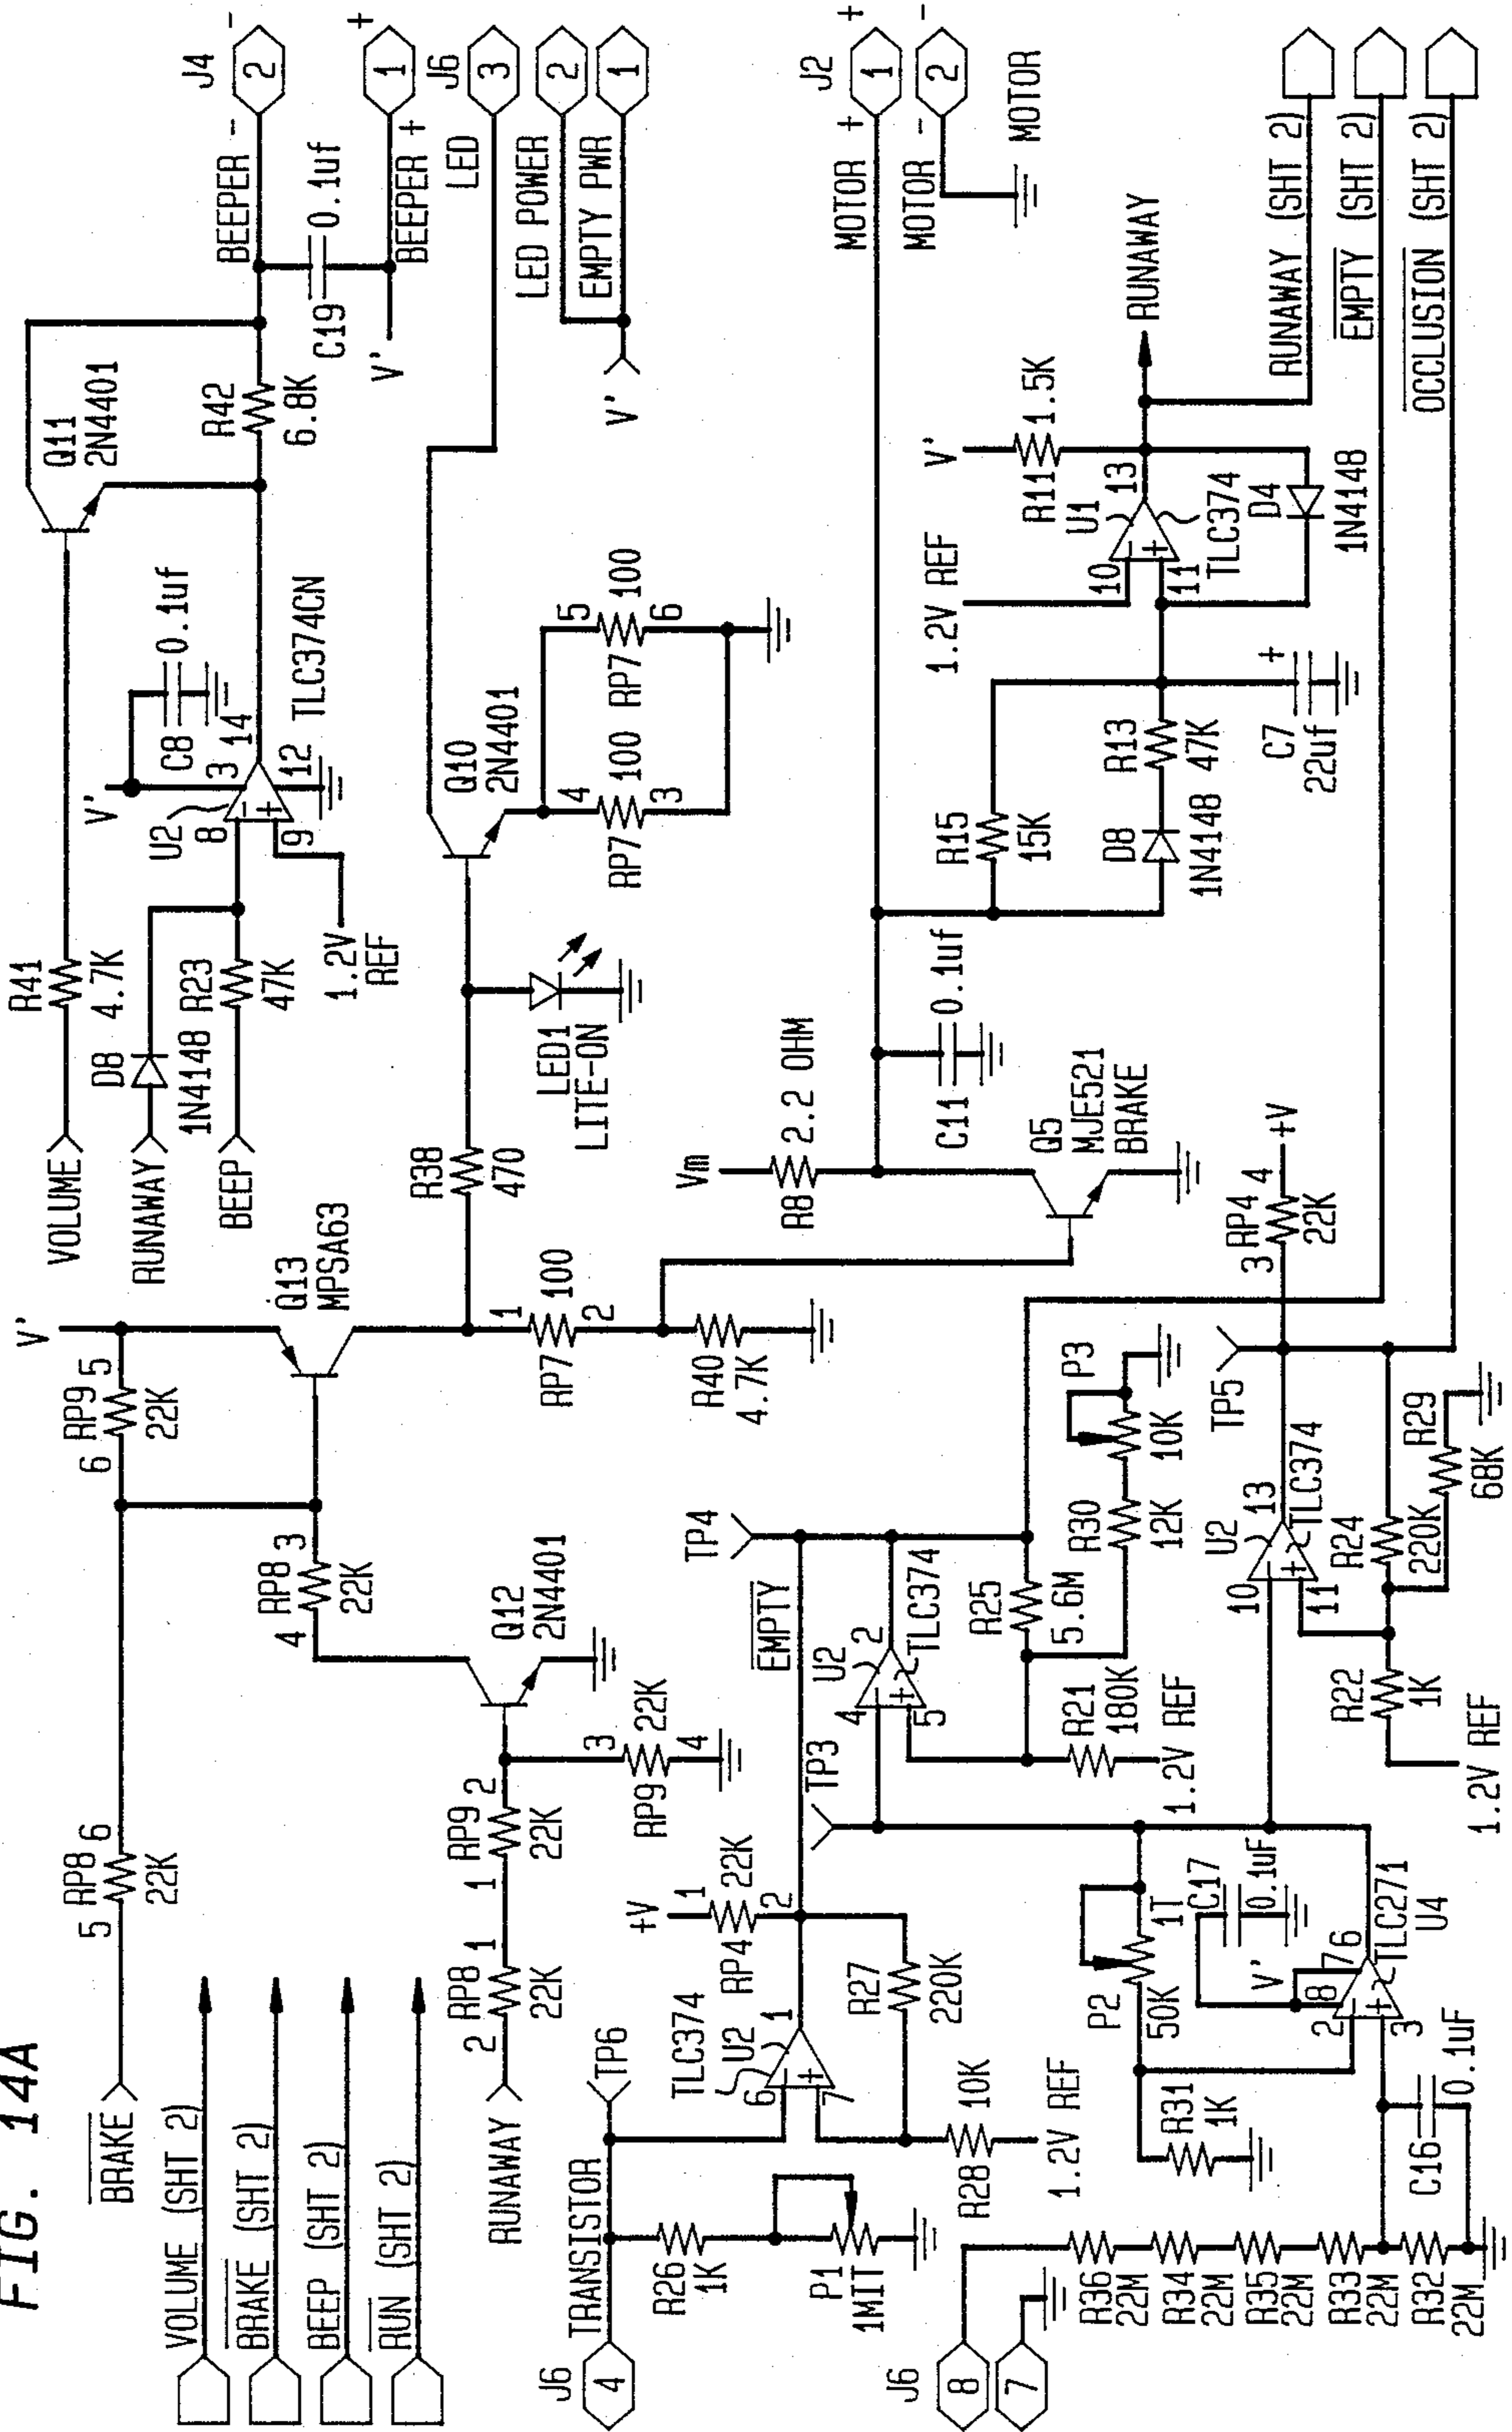 FIG. 14A
VOLUME (SHT 2)
BRAKE (SHT 2)
BEEP (SHT 2)
RUN (SHT 2)
BRAKE
5 RP8 6
22K
6 RP9 5
22K
V'
Q13
MPSA63
4 RP8 3
22K
Q12
2N4401
RUNAWAY
2 RP8 1
22K
1 RP9 2
22K
3
RP9 22K
4
VOLUME
R41
4.7K
RUNAWAY
D8
1N4148
BEEP
R23
47K
1.2V
REF
U2
8
9
3
14
12
TLC374CN
V'
C8
0.1uf
Q11
2N4401
R42
6.8K
BEEPER -
C19
0.1uf
BEEPER +
V'
J4
2
-
1
+
R38
470
LED1
LITE-ON
Q10
2N4401
4
RP7 100
3
5
RP7 100
6
LED
LED POWER
EMPTY PWR
V'
J6
3
2
1
1
RP7 100
2
R40
4.7K
Vm
R8
2.2 OHM
C11
0.1uf
Q5
MJE521
BRAKE
MOTOR +
MOTOR -
J2
1
+
2
-
MOTOR
R15
15K
D8
1N4148
R13
47K
C7
22uf
+
1.2V REF
10
11
U1
13
TLC374
R11
1.5K
V'
D4
1N4148
RUNAWAY
RUNAWAY (SHT 2)
EMPTY (SHT 2)
OCCLUSION (SHT 2)
J6
4
TRANSISTOR
TP6
R26
1K
P1
1MIT
TLC374
U2
6
7
1
+V
1
RP4 22K
2
R27
220K
R28
10K
1.2V REF
EMPTY
TP4
TP3
U2
4
5
2
TLC374
R25
5.6M
R21
180K
1.2V REF
R30
12K
P3
10K
J6
8
7
R36
22M
R34
22M
R35
22M
R33
22M
R32
22M
C16
0.1uF
R31
1K
P2
50K
1T
V'
C17
0.1uF
2
3
8
7
6
TLC271
U4
U2
10
11
13
TLC374
TP5
3 RP4 4
22K
+V
R24
220K
R29
68K
R22
1K
1.2V REF